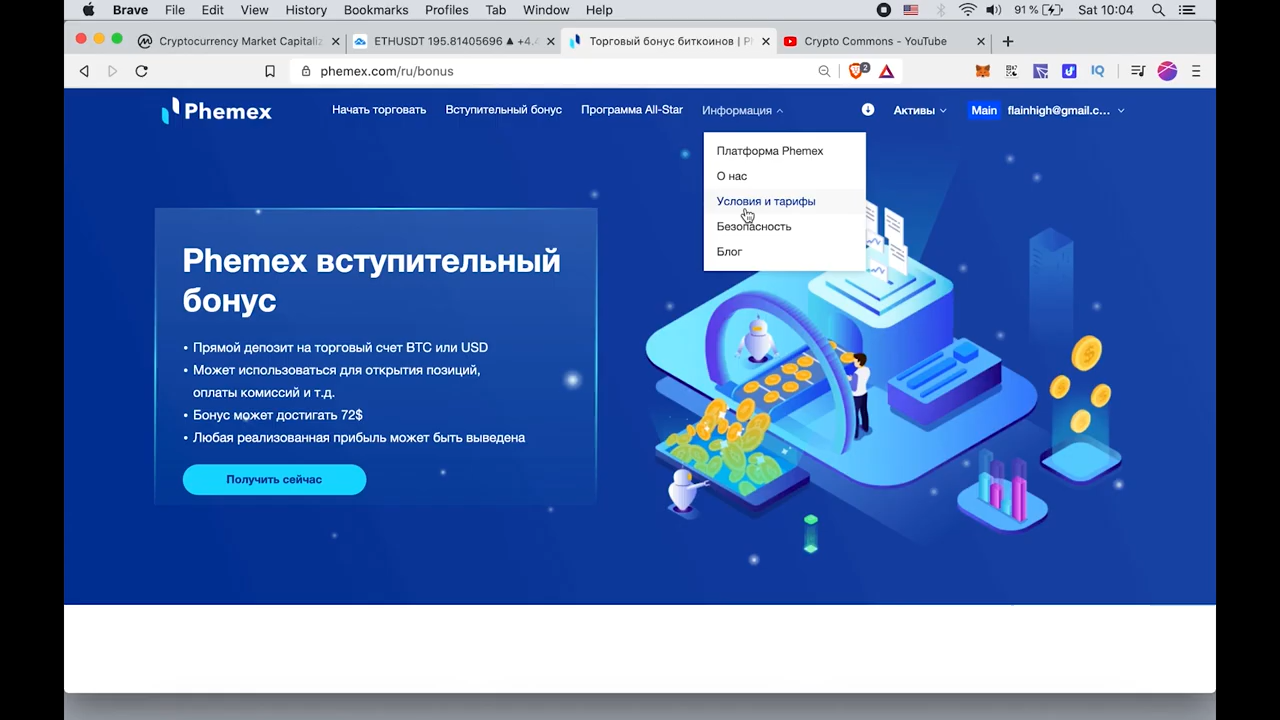 Brave File Edit View History Bookmarks Profiles Tab Window Help 91 % Sat 10:04
Cryptocurrency Market Capitaliz
ETHUSDT 195.81405696 ▲ +4.
Торговый бонус биткоинов | P
Crypto Commons - YouTube
phemex.com/ru/bonus
2
IQ
Phemex
Начать торговать Вступительный бонус Программа All-Star Информация Активы Main flainhigh@gmail.c...
Платформа Phemex
О нас
Условия и тарифы
Безопасность
Блог
Phemex вступительный
бонус
• Прямой депозит на торговый счет BTC или USD
• Может использоваться для открытия позиций,
оплаты комиссий и т.д.
• Бонус может достигать 72$
• Любая реализованная прибыль может быть выведена
Получить сейчас